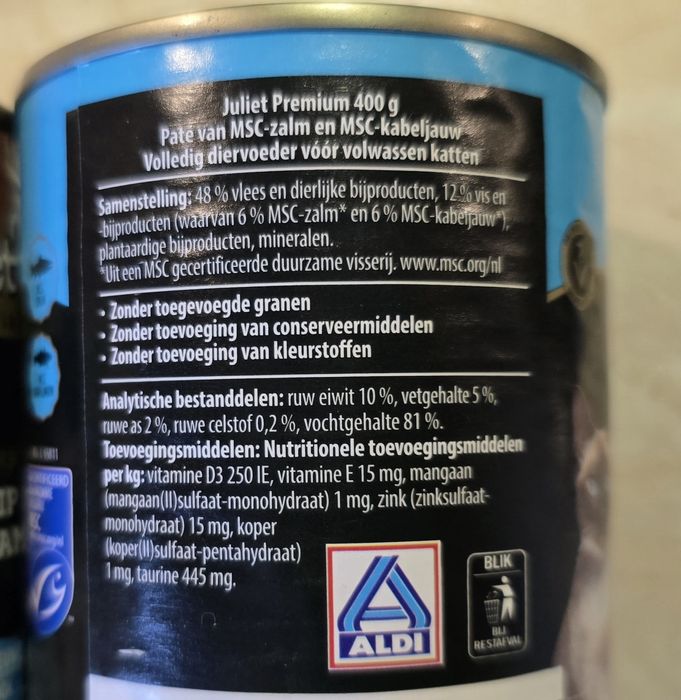 Juliet Premium 400 g
Paté van MSC-zalm en MSC-kabeljauw
Volledig diervoeder vóór volwassen katten
Samenstelling: 48 % vlees en dierlijke bijproducten, 12 % vis en
-bijproducten (waarvan 6 % MSC-zalm* en 6 % MSC-kabeljauw*),
plantaardige bijproducten, mineralen.
*Uit een MSC gecertificeerde duurzame visserij. www.msc.org/nl
• Zonder toegevoegde granen
• Zonder toevoeging van conserveermiddelen
• Zonder toevoeging van kleurstoffen
Analytische bestanddelen: ruw eiwit 10 %, vetgehalte 5 %,
ruwe as 2 %, ruwe celstof 0,2 %, vochtgehalte 81 %.
Toevoegingsmiddelen: Nutritionele toevoegingsmiddelen
per kg: vitamine D3 250 IE, vitamine E 15 mg, mangaan
(mangaan(II)sulfaat-monohydraat) 1 mg, zink (zinksulfaat-
monohydraat) 15 mg, koper
(koper(II)sulfaat-pentahydraat)
1 mg, taurine 445 mg.
ALDI
BLIK
BIJ
RESTAFVAL